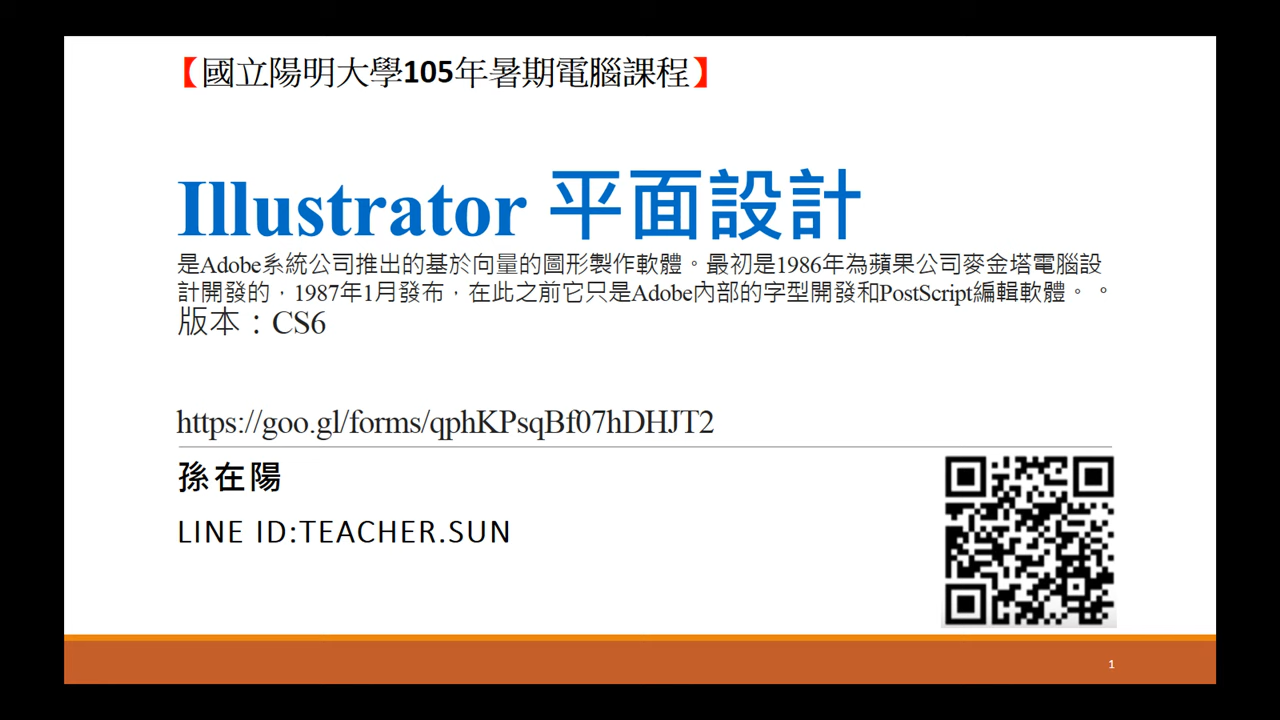 【國立陽明大學105年暑期電腦課程】
Illustrator 平面設計
是Adobe系統公司推出的基於向量的圖形製作軟體。最初是1986年為蘋果公司麥金塔電腦設
計開發的，1987年1月發布，在此之前它只是Adobe內部的字型開發和PostScript編輯軟體。。
版本：CS6
https://goo.gl/forms/qphKPsqBf07hDHJT2
孫在陽
LINE ID:TEACHER.SUN
1